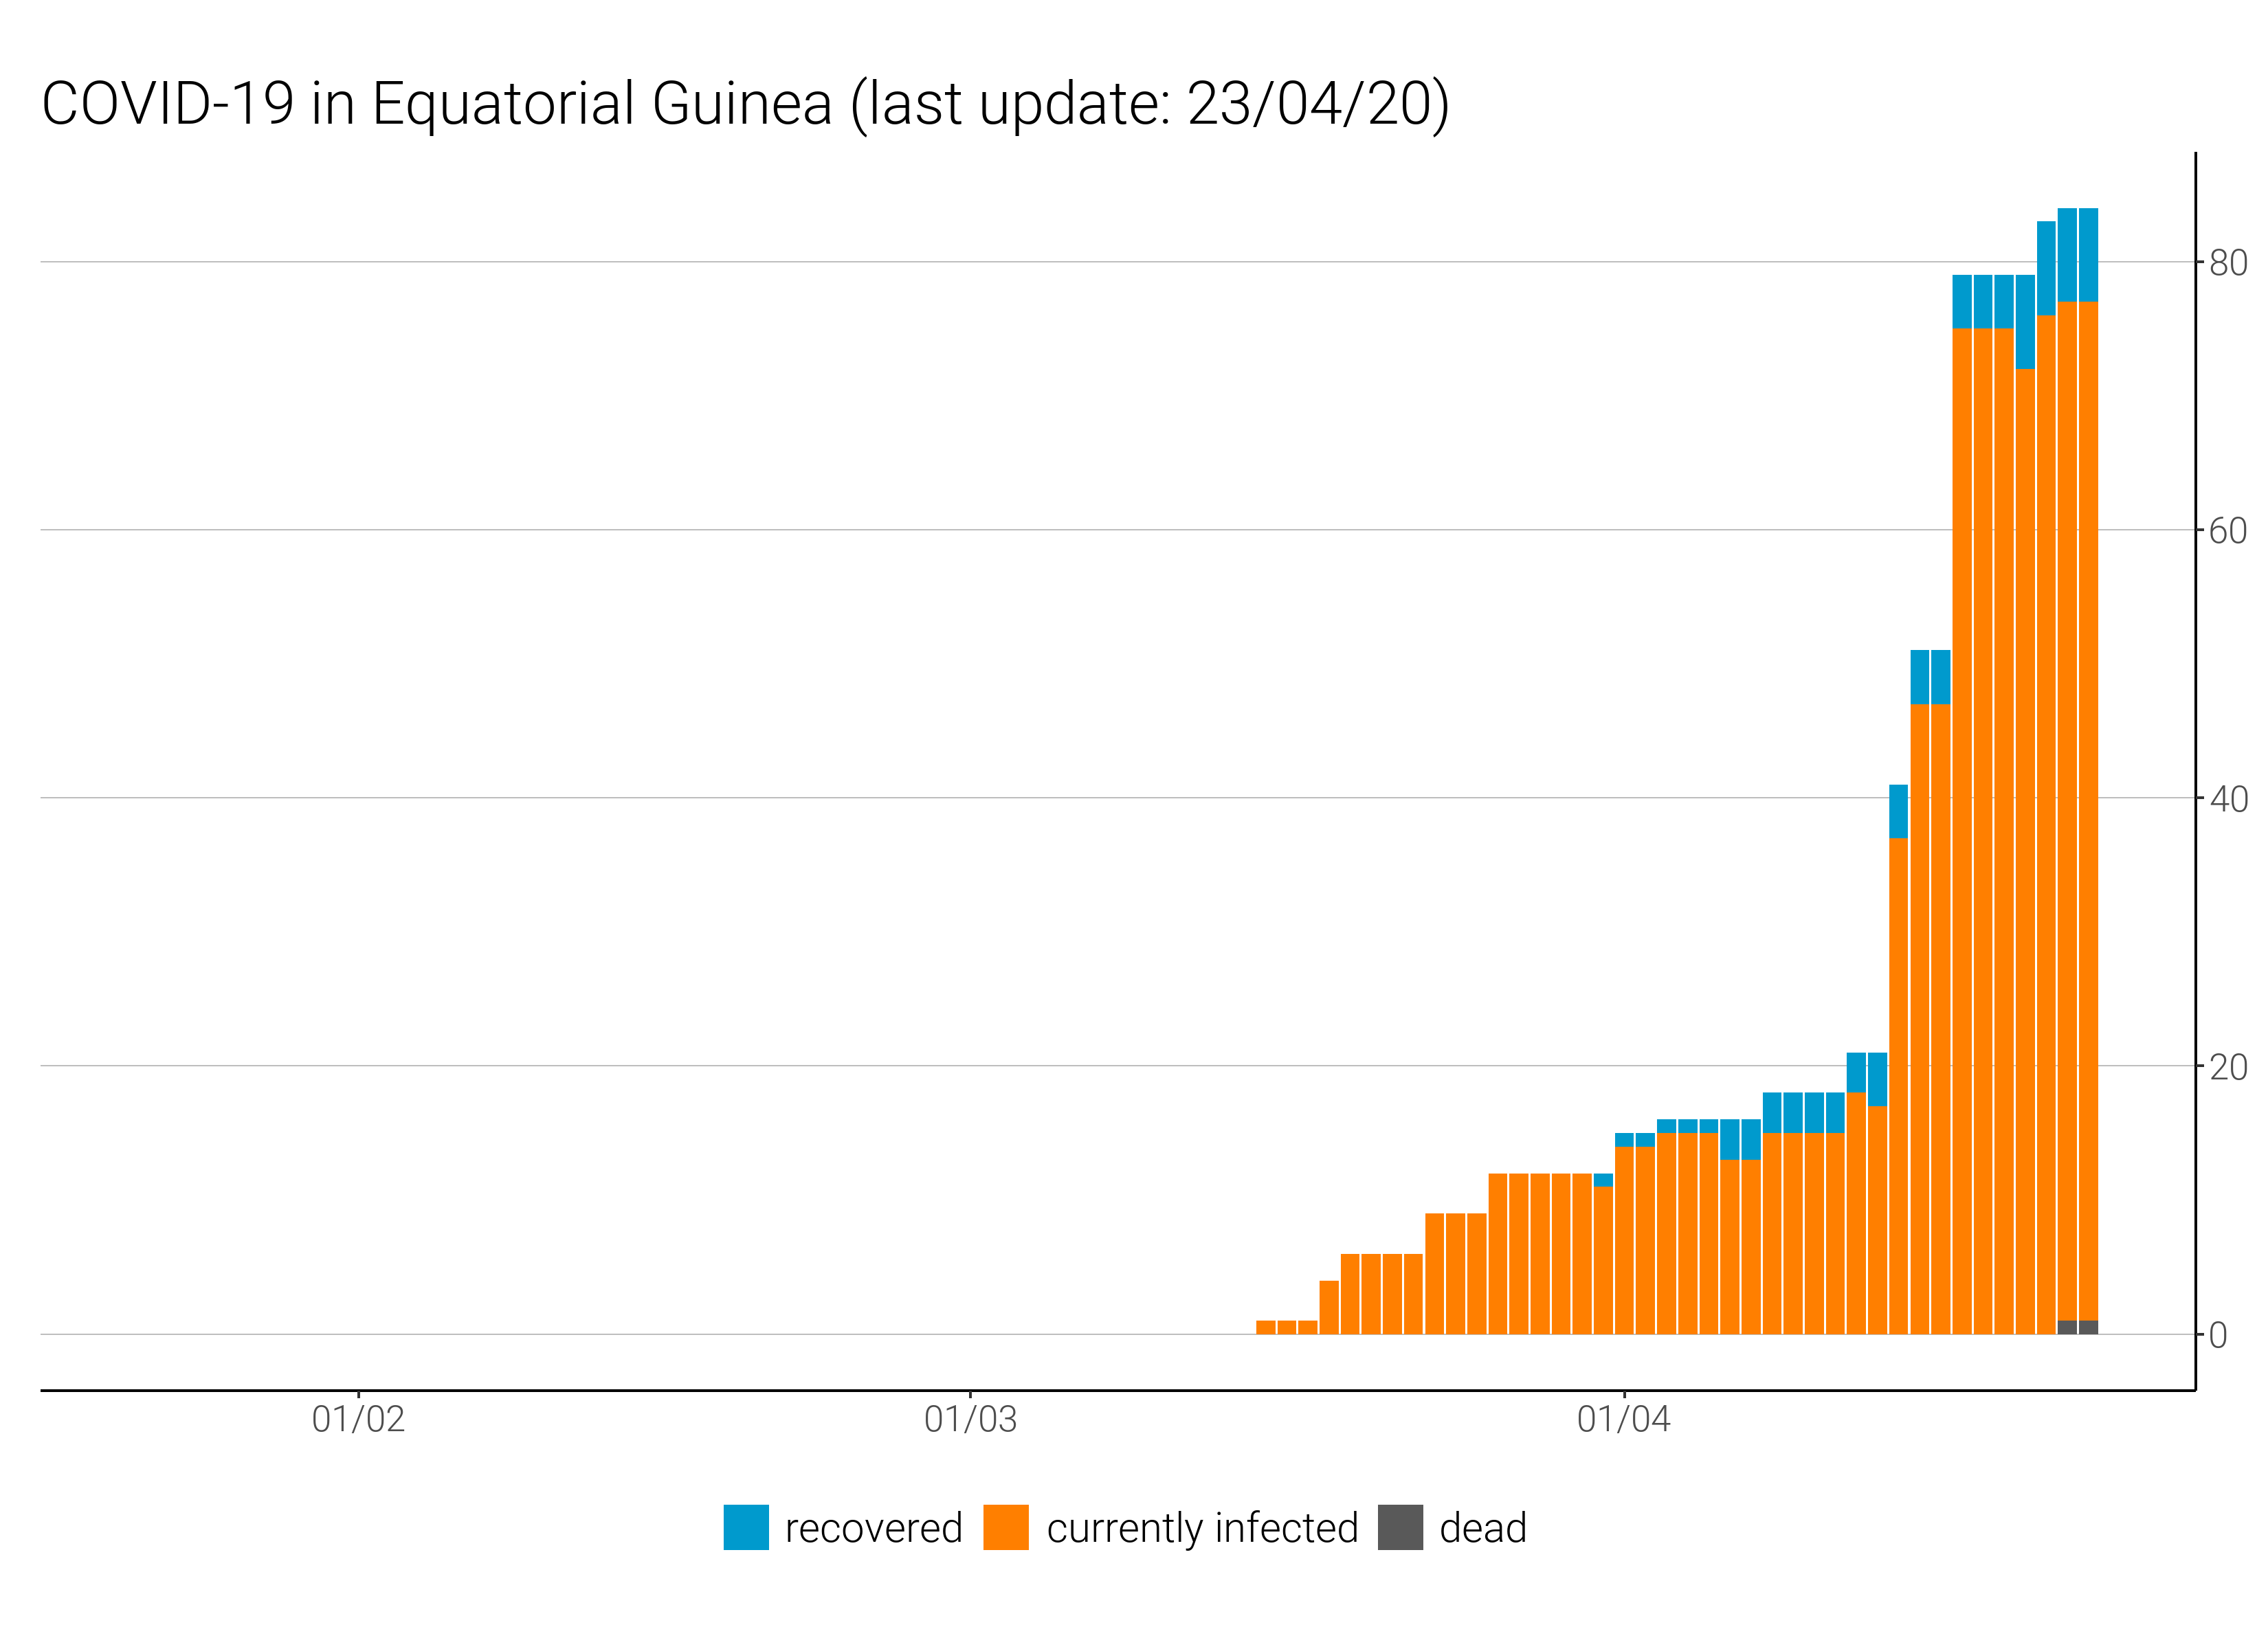 COVID-19 in Equatorial Guinea (last update: 23/04/20)
80
60
40
20
0
01/02 01/03 01/04
recovered currently infected dead